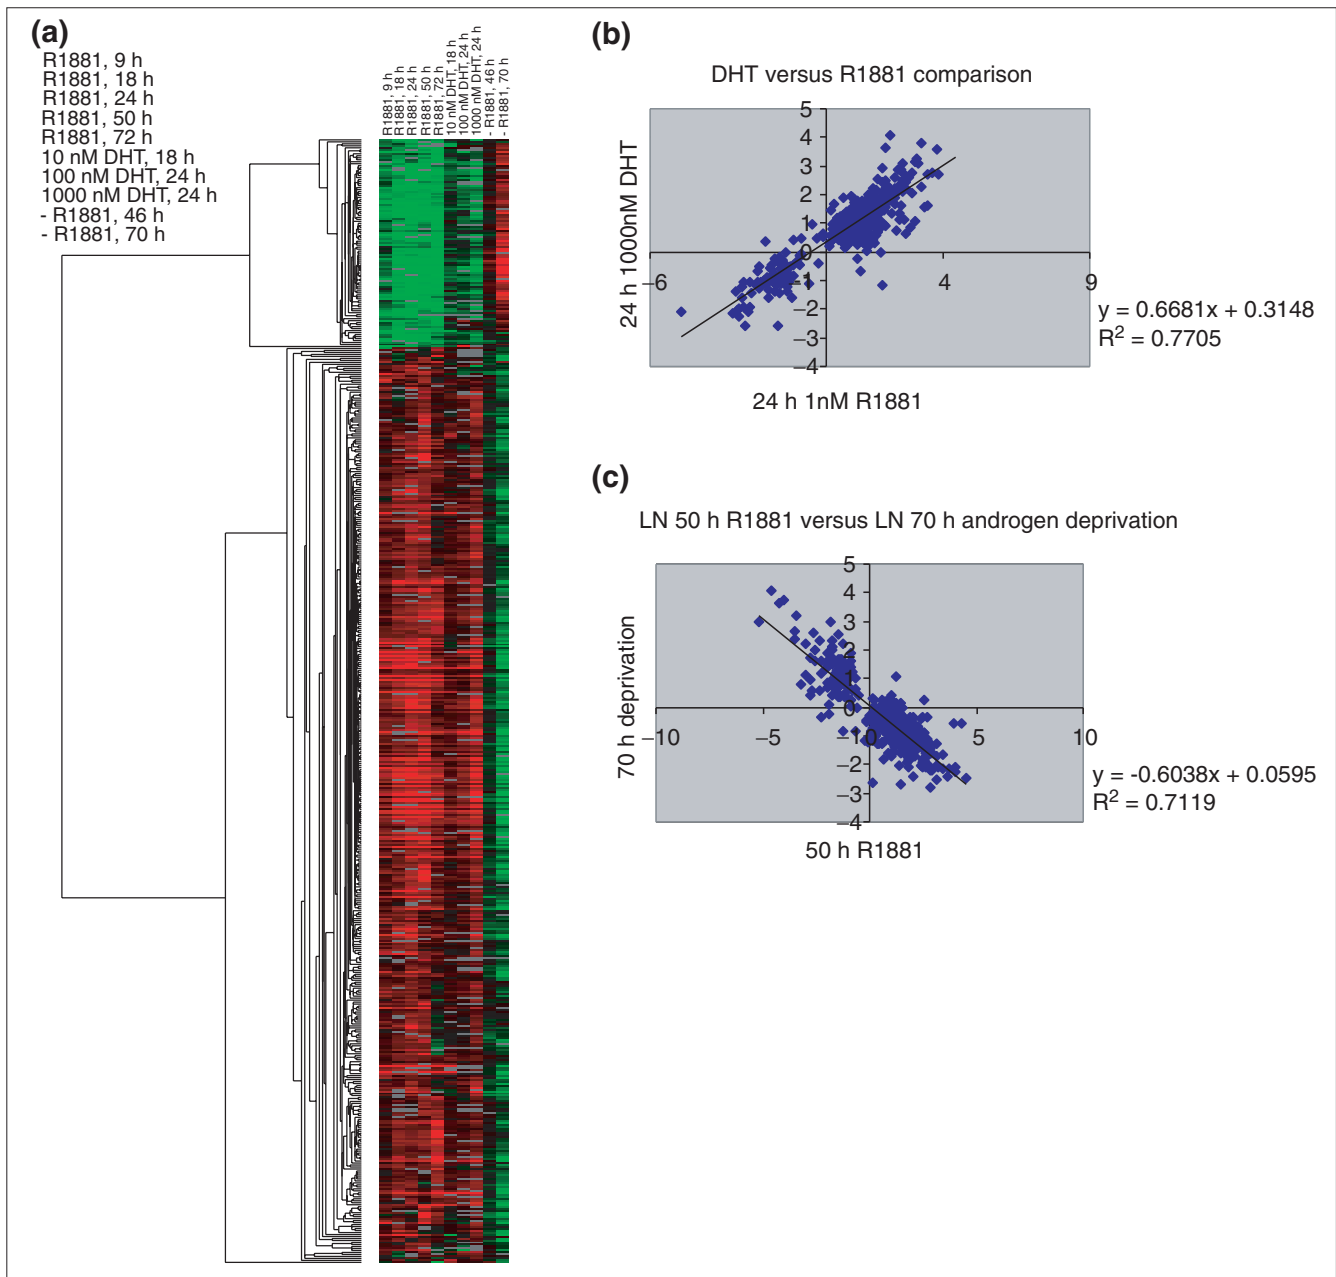 (a)
R1881, 9 h
R1881, 18 h
R1881, 24 h
R1881, 50 h
R1881, 72 h
10 nM DHT, 18 h
100 nM DHT, 24 h
1000 nM DHT, 24 h
- R1881, 46 h
- R1881, 70 h
R1881, 9 h
R1881, 18 h
R1881, 24 h
R1881, 50 h
R1881, 72 h
10 nM DHT, 18 h
100 nM DHT, 24 h
1000 nM DHT, 24 h
- R1881, 46 h
- R1881, 70 h
(b)
DHT versus R1881 comparison
24 h 1000nM DHT
5
4
3
2
1
0
–1
–2
–3
–4
–6
4
9
24 h 1nM R1881
y = 0.6681x + 0.3148
R² = 0.7705
(c)
LN 50 h R1881 versus LN 70 h androgen deprivation
70 h deprivation
5
4
3
2
1
0
–1
–2
–3
–4
–10
–5
0
5
10
50 h R1881
y = -0.6038x + 0.0595
R² = 0.7119